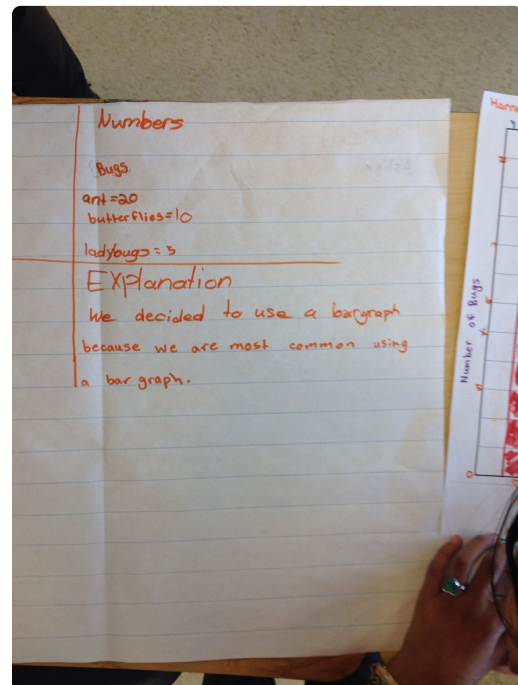 Numbers
Bugs
ant = 20
butterflies = 10
ladybugs = 5
Explanation
We decided to use a bargraph
because we are most common using
a bar graph.
Number of Bugs
0